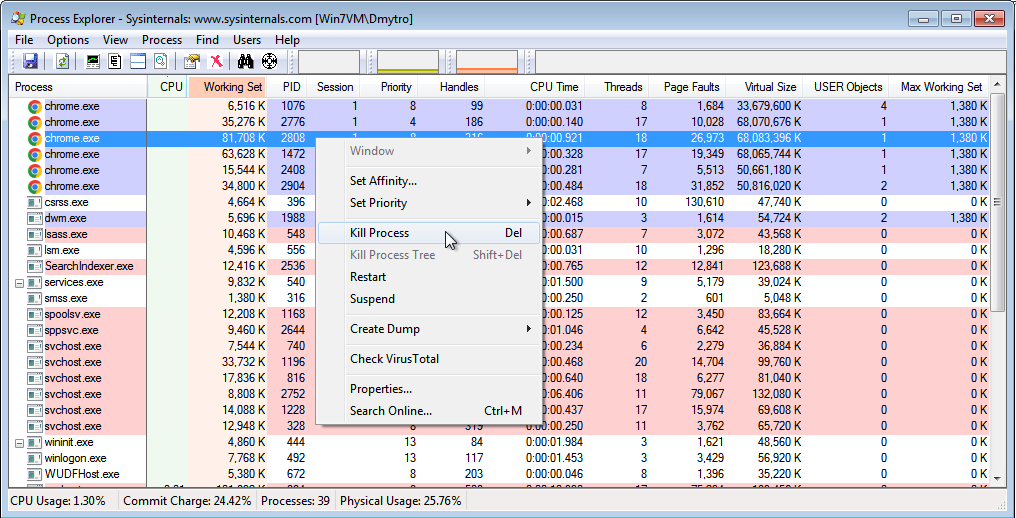 Process Explorer - Sysinternals: www.sysinternals.com [Win7VM\Dmytro]
File Options View Process Find Users Help
Process CPU Working Set PID Session Priority Handles CPU Time Threads Page Faults Virtual Size USER Objects Max Working Set
chrome.exe 6,516 K 1076 1 8 99 0:00:00.031 8 1,684 33,679,600 K 4 1,380 K
chrome.exe 35,276 K 2776 1 4 186 0:00:00.140 17 10,028 68,070,676 K 1 1,380 K
chrome.exe 81,708 K 2808 1 8 316 0:00:00.921 18 26,973 68,083,396 K 1 1,380 K
chrome.exe 63,628 K 1472 0:00:00.328 17 19,349 68,065,744 K 1 1,380 K
chrome.exe 15,544 K 2408 0:00:00.281 7 5,513 50,661,180 K 1 1,380 K
chrome.exe 34,800 K 2904 0:00:00.484 18 31,852 50,816,020 K 2 1,380 K
csrss.exe 4,664 K 396 0:00:02.468 10 130,610 47,740 K 0 0 K
dwm.exe 5,696 K 1988 0:00:00.015 3 1,614 54,724 K 2 1,380 K
lsass.exe 10,468 K 548 7 3,072 43,568 K 0 0 K
lsm.exe 4,596 K 556 0:00:00.031 10 1,296 18,280 K 0 0 K
SearchIndexer.exe 12,416 K 2536 0:00:00.765 12 12,841 123,688 K 0 0 K
services.exe 9,832 K 540 0:00:01.500 9 5,179 39,024 K 0 0 K
smss.exe 1,380 K 316 0:00:00.250 2 601 5,048 K 0 0 K
spoolsv.exe 12,208 K 1168 0:00:00.125 12 3,450 83,664 K 0 0 K
sppsvc.exe 9,460 K 2644 0:00:01.046 4 6,642 45,528 K 0 0 K
svchost.exe 7,544 K 740 0:00:00.234 6 2,279 36,884 K 0 0 K
svchost.exe 33,732 K 1196 0:00:00.468 20 14,704 99,760 K 0 0 K
svchost.exe 17,836 K 816 0:00:00.640 18 6,277 81,040 K 0 0 K
svchost.exe 8,808 K 2752 0:00:06.406 11 79,067 132,080 K 0 0 K
svchost.exe 14,088 K 1228 0:00:00.437 17 15,974 69,608 K 0 0 K
svchost.exe 12,948 K 328 8 319 0:00:00.250 11 3,762 65,720 K 0 0 K
wininit.exe 4,860 K 444 13 84 0:00:01.984 3 1,621 48,560 K 0 0 K
winlogon.exe 7,768 K 492 13 117 0:00:01.453 3 3,429 56,920 K 0 0 K
WUDFHost.exe 5,380 K 672 8 203 0:00:00.046 8 1,396 35,220 K 0 0 K
Window
Set Affinity...
Set Priority
Kill Process Del
Kill Process Tree Shift+Del
Restart
Suspend
Create Dump
Check VirusTotal
Properties...
Search Online... Ctrl+M
CPU Usage: 1.30% Commit Charge: 24.42% Processes: 39 Physical Usage: 25.76%